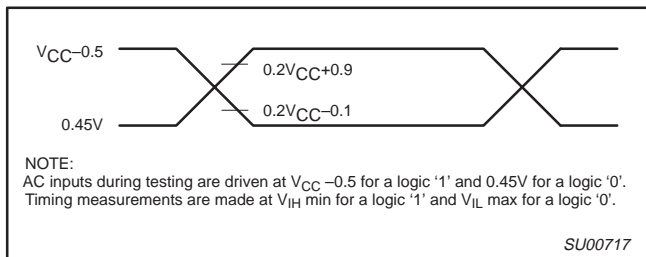 VCC–0.5
0.2VCC+0.9
0.2VCC–0.1
0.45V
NOTE:
AC inputs during testing are driven at VCC –0.5 for a logic ‘1’ and 0.45V for a logic ‘0’.
Timing measurements are made at VIH min for a logic ‘1’ and VIL max for a logic ‘0’.
SU00717